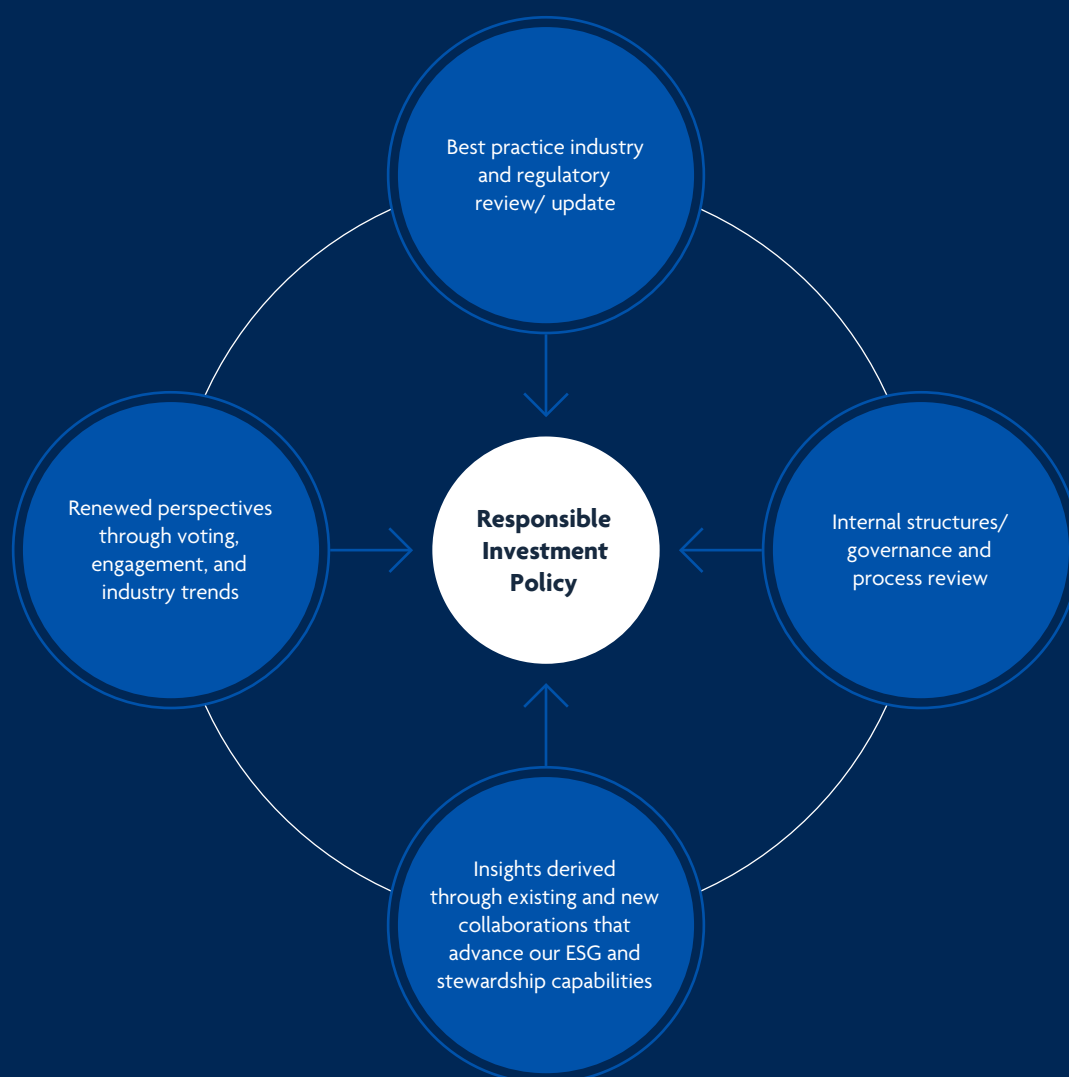 Best practice industry
and regulatory
review/ update
Renewed perspectives
through voting,
engagement, and
industry trends
Responsible
Investment
Policy
Internal structures/
governance and
process review
Insights derived
through existing and new
collaborations that
advance our ESG and
stewardship capabilities